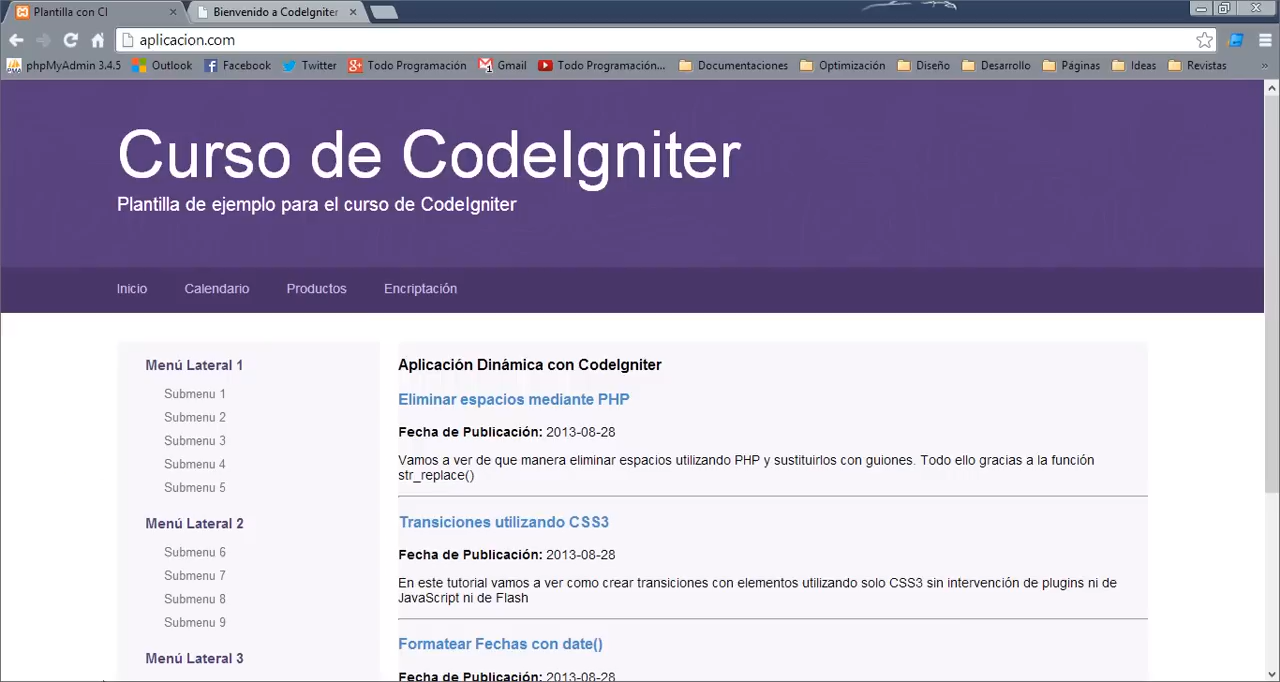 Plantilla con CI
Bienvenido a CodeIgniter
aplicacion.com
phpMyAdmin 3.4.5 Outlook Facebook Twitter Todo Programación Gmail Todo Programación... Documentaciones Optimización Diseño Desarrollo Páginas Ideas Revistas »
Curso de CodeIgniter
Plantilla de ejemplo para el curso de CodeIgniter
Inicio Calendario Productos Encriptación
Menú Lateral 1
Submenu 1
Submenu 2
Submenu 3
Submenu 4
Submenu 5
Menú Lateral 2
Submenu 6
Submenu 7
Submenu 8
Submenu 9
Menú Lateral 3
Aplicación Dinámica con CodeIgniter
Eliminar espacios mediante PHP
Fecha de Publicación: 2013-08-28
Vamos a ver de que manera eliminar espacios utilizando PHP y sustituirlos con guiones. Todo ello gracias a la función
str_replace()
Transiciones utilizando CSS3
Fecha de Publicación: 2013-08-28
En este tutorial vamos a ver como crear transiciones con elementos utilizando solo CSS3 sin intervención de plugins ni de
JavaScript ni de Flash
Formatear Fechas con date()
Fecha de Publicación: 2013-08-28